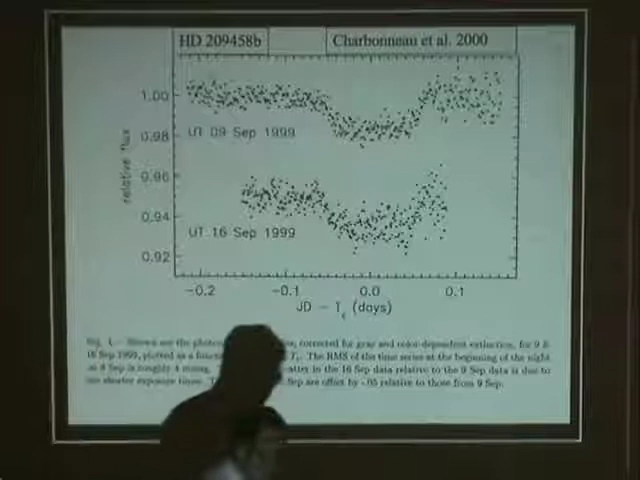 HD 209458b
Charbonneau et al. 2000
1.00
UT 09 Sep 1999
0.98
relative flux
0.96
0.94
UT 16 Sep 1999
0.92
-0.2 -0.1 0.0 0.1
JD - Tc (days)
Fig. 1.— Shown are the corrected for gray and color-dependent extinction, for 9 &
16 Sep 1999, plotted as a Tc. The RMS of the time series at the beginning of the night
on 9 Sep is roughly 4 mmag. in the 16 Sep data relative to the 9 Sep data is due to
the shorter exposure times. Sep are offset by -.05 relative to those from 9 Sep.